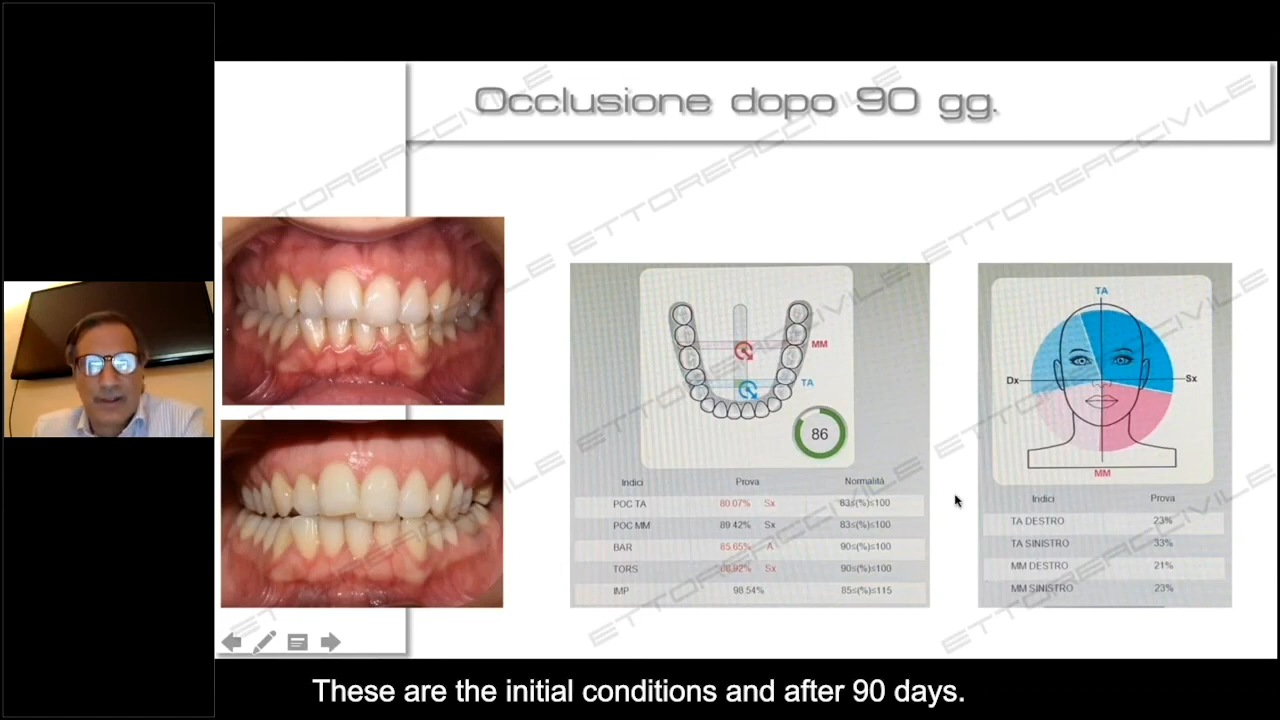 Occlusione dopo 90 gg.
ETTOREACCIVILE
MM
TA
86
Indici Prova Normalità
POC TA 80.07% Sx 83≤(%)≤100
POC MM 89.42% Sx 83≤(%)≤100
BAR 85.65% A 90≤(%)≤100
TORS Sx 90≤(%)≤100
IMP 98.54% 85≤(%)≤115
TA
Dx Sx
MM
Indici Prova
TA DESTRO 23%
TA SINISTRO 33%
MM DESTRO 21%
MM SINISTRO 23%
These are the initial conditions and after 90 days.